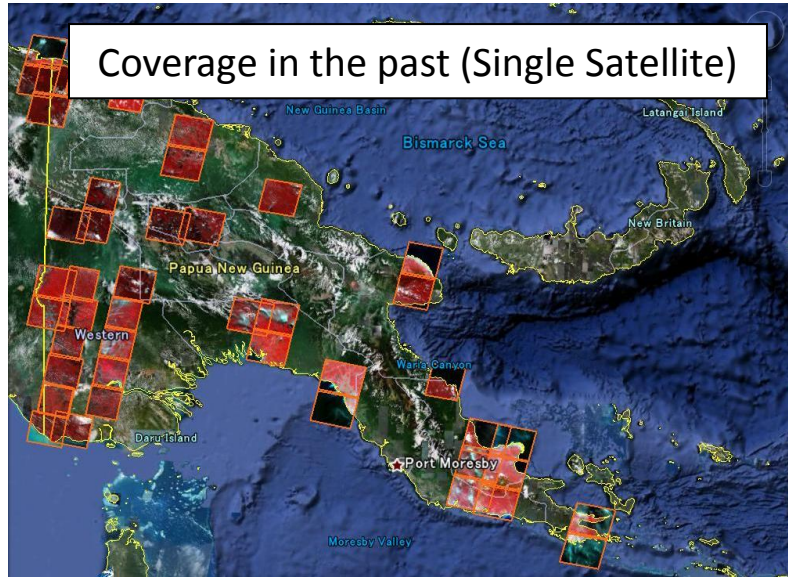 Coverage in the past (Single Satellite)
New Guinea Basin
Latangai Island
Bismarck Sea
New Britain
Papua New Guinea
Western
Waria Canyon
Daru Island
Port Moresby
Moresby Valley